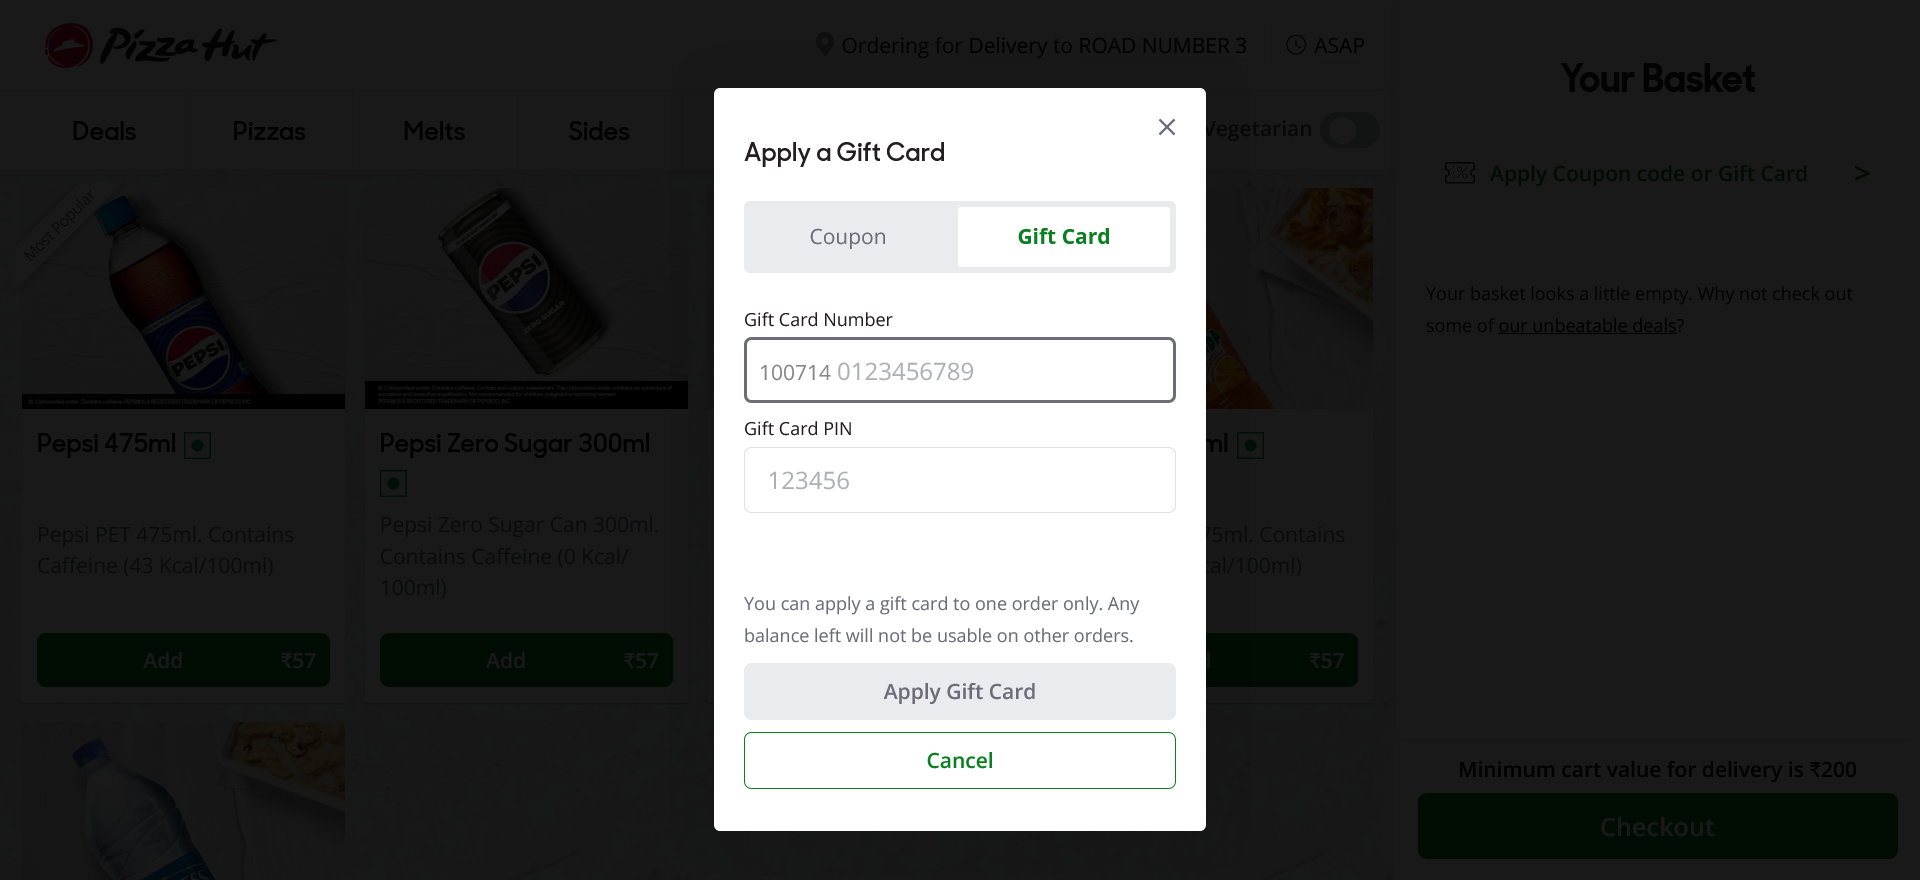 Pizza Hut
Ordering for Delivery to ROAD NUMBER 3
ASAP
Deals
Pizzas
Melts
Sides
Vegetarian
Most Popular
PEPSI
PEPSI
PEPSI
ZERO SUGAR
Pepsi 475ml
Pepsi PET 475ml. Contains
Caffeine (43 Kcal/100ml)
Add ₹57
Pepsi Zero Sugar 300ml
Pepsi Zero Sugar Can 300ml.
Contains Caffeine (0 Kcal/
100ml)
Add ₹57
ml
75ml. Contains
cal/100ml)
₹57
Apply a Gift Card
Coupon
Gift Card
Gift Card Number
100714 0123456789
Gift Card PIN
123456
You can apply a gift card to one order only. Any
balance left will not be usable on other orders.
Apply Gift Card
Cancel
Your Basket
Apply Coupon code or Gift Card >
Your basket looks a little empty. Why not check out
some of our unbeatable deals?
Minimum cart value for delivery is ₹200
Checkout